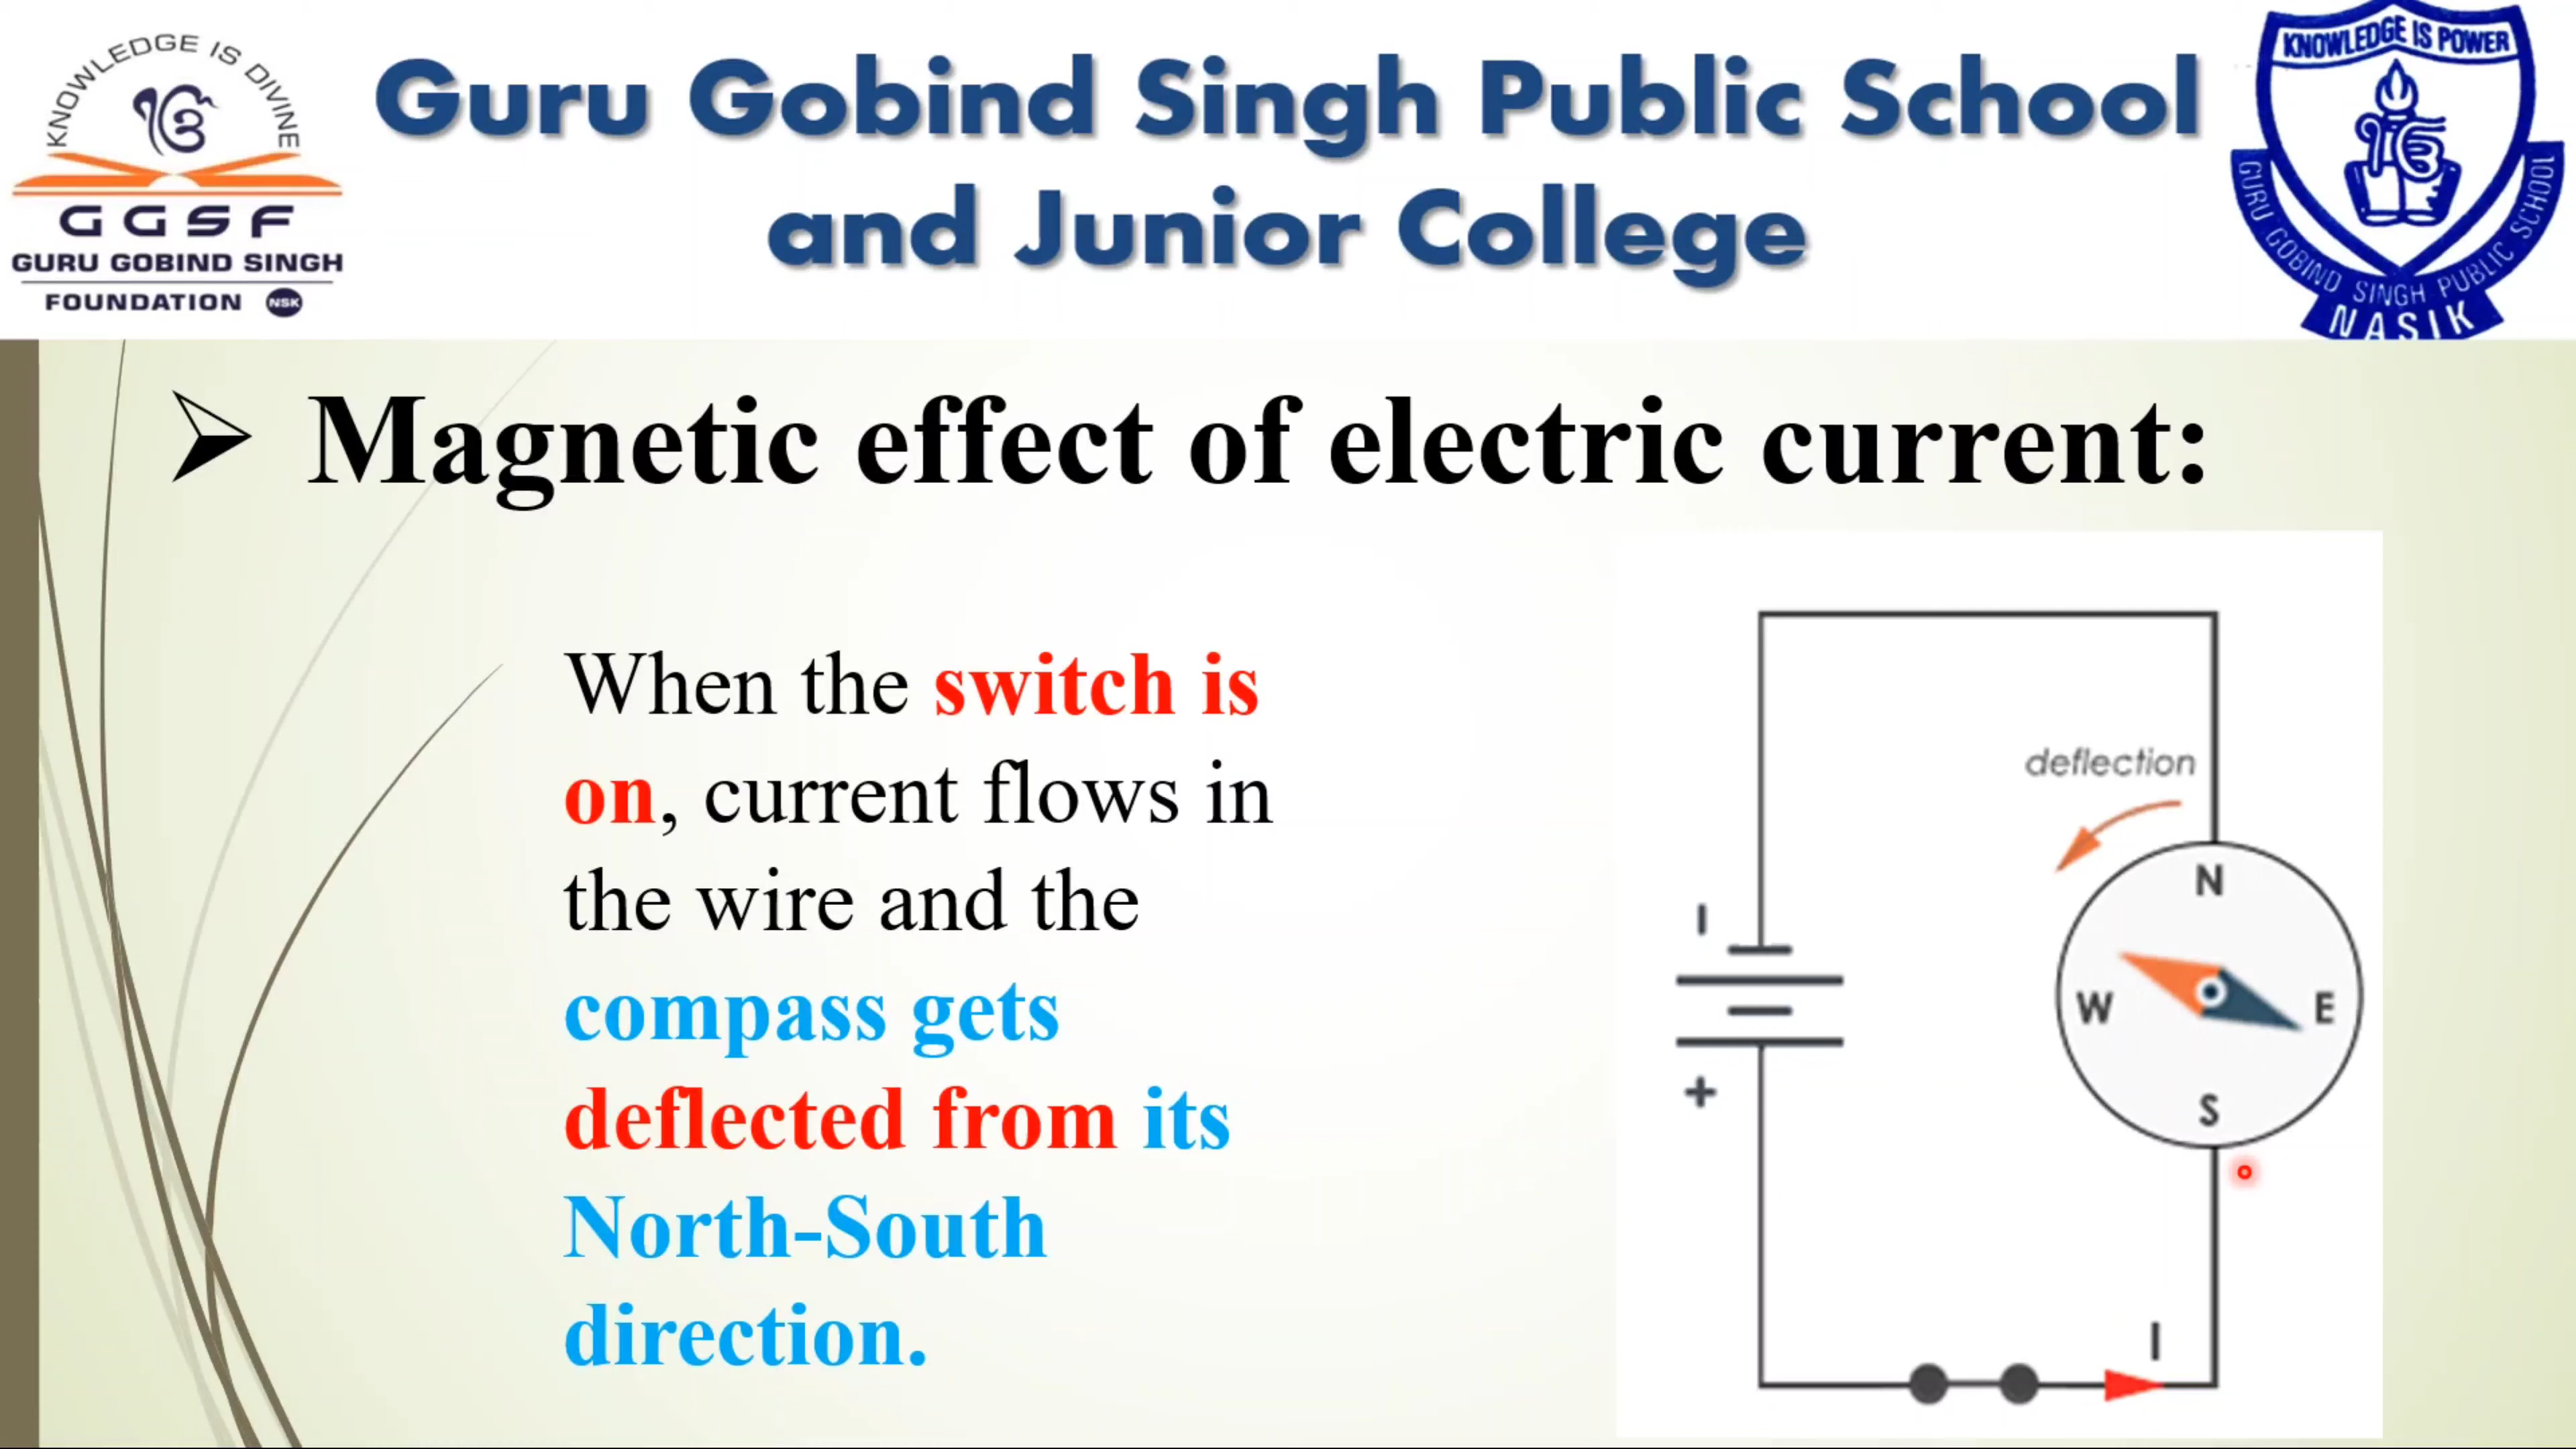 KNOWLEDGE IS DIVINE
ੴ
GGSF
GURU GOBIND SINGH
FOUNDATION NSK
Guru Gobind Singh Public School
and Junior College
KNOWLEDGE IS POWER
ੴ
GURU GOBIND SINGH PUBLIC SCHOOL
NASIK
➢ Magnetic effect of electric current:
When the switch is
on, current flows in
the wire and the
compass gets
deflected from its
North-South
direction.
deflection
N
W E
S
+
I